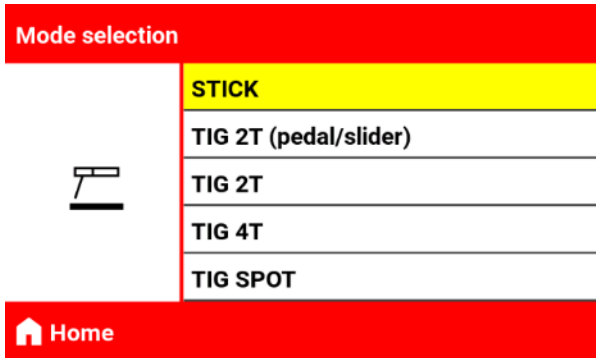 Mode selection
STICK
TIG 2T (pedal/slider)
TIG 2T
TIG 4T
TIG SPOT
Home